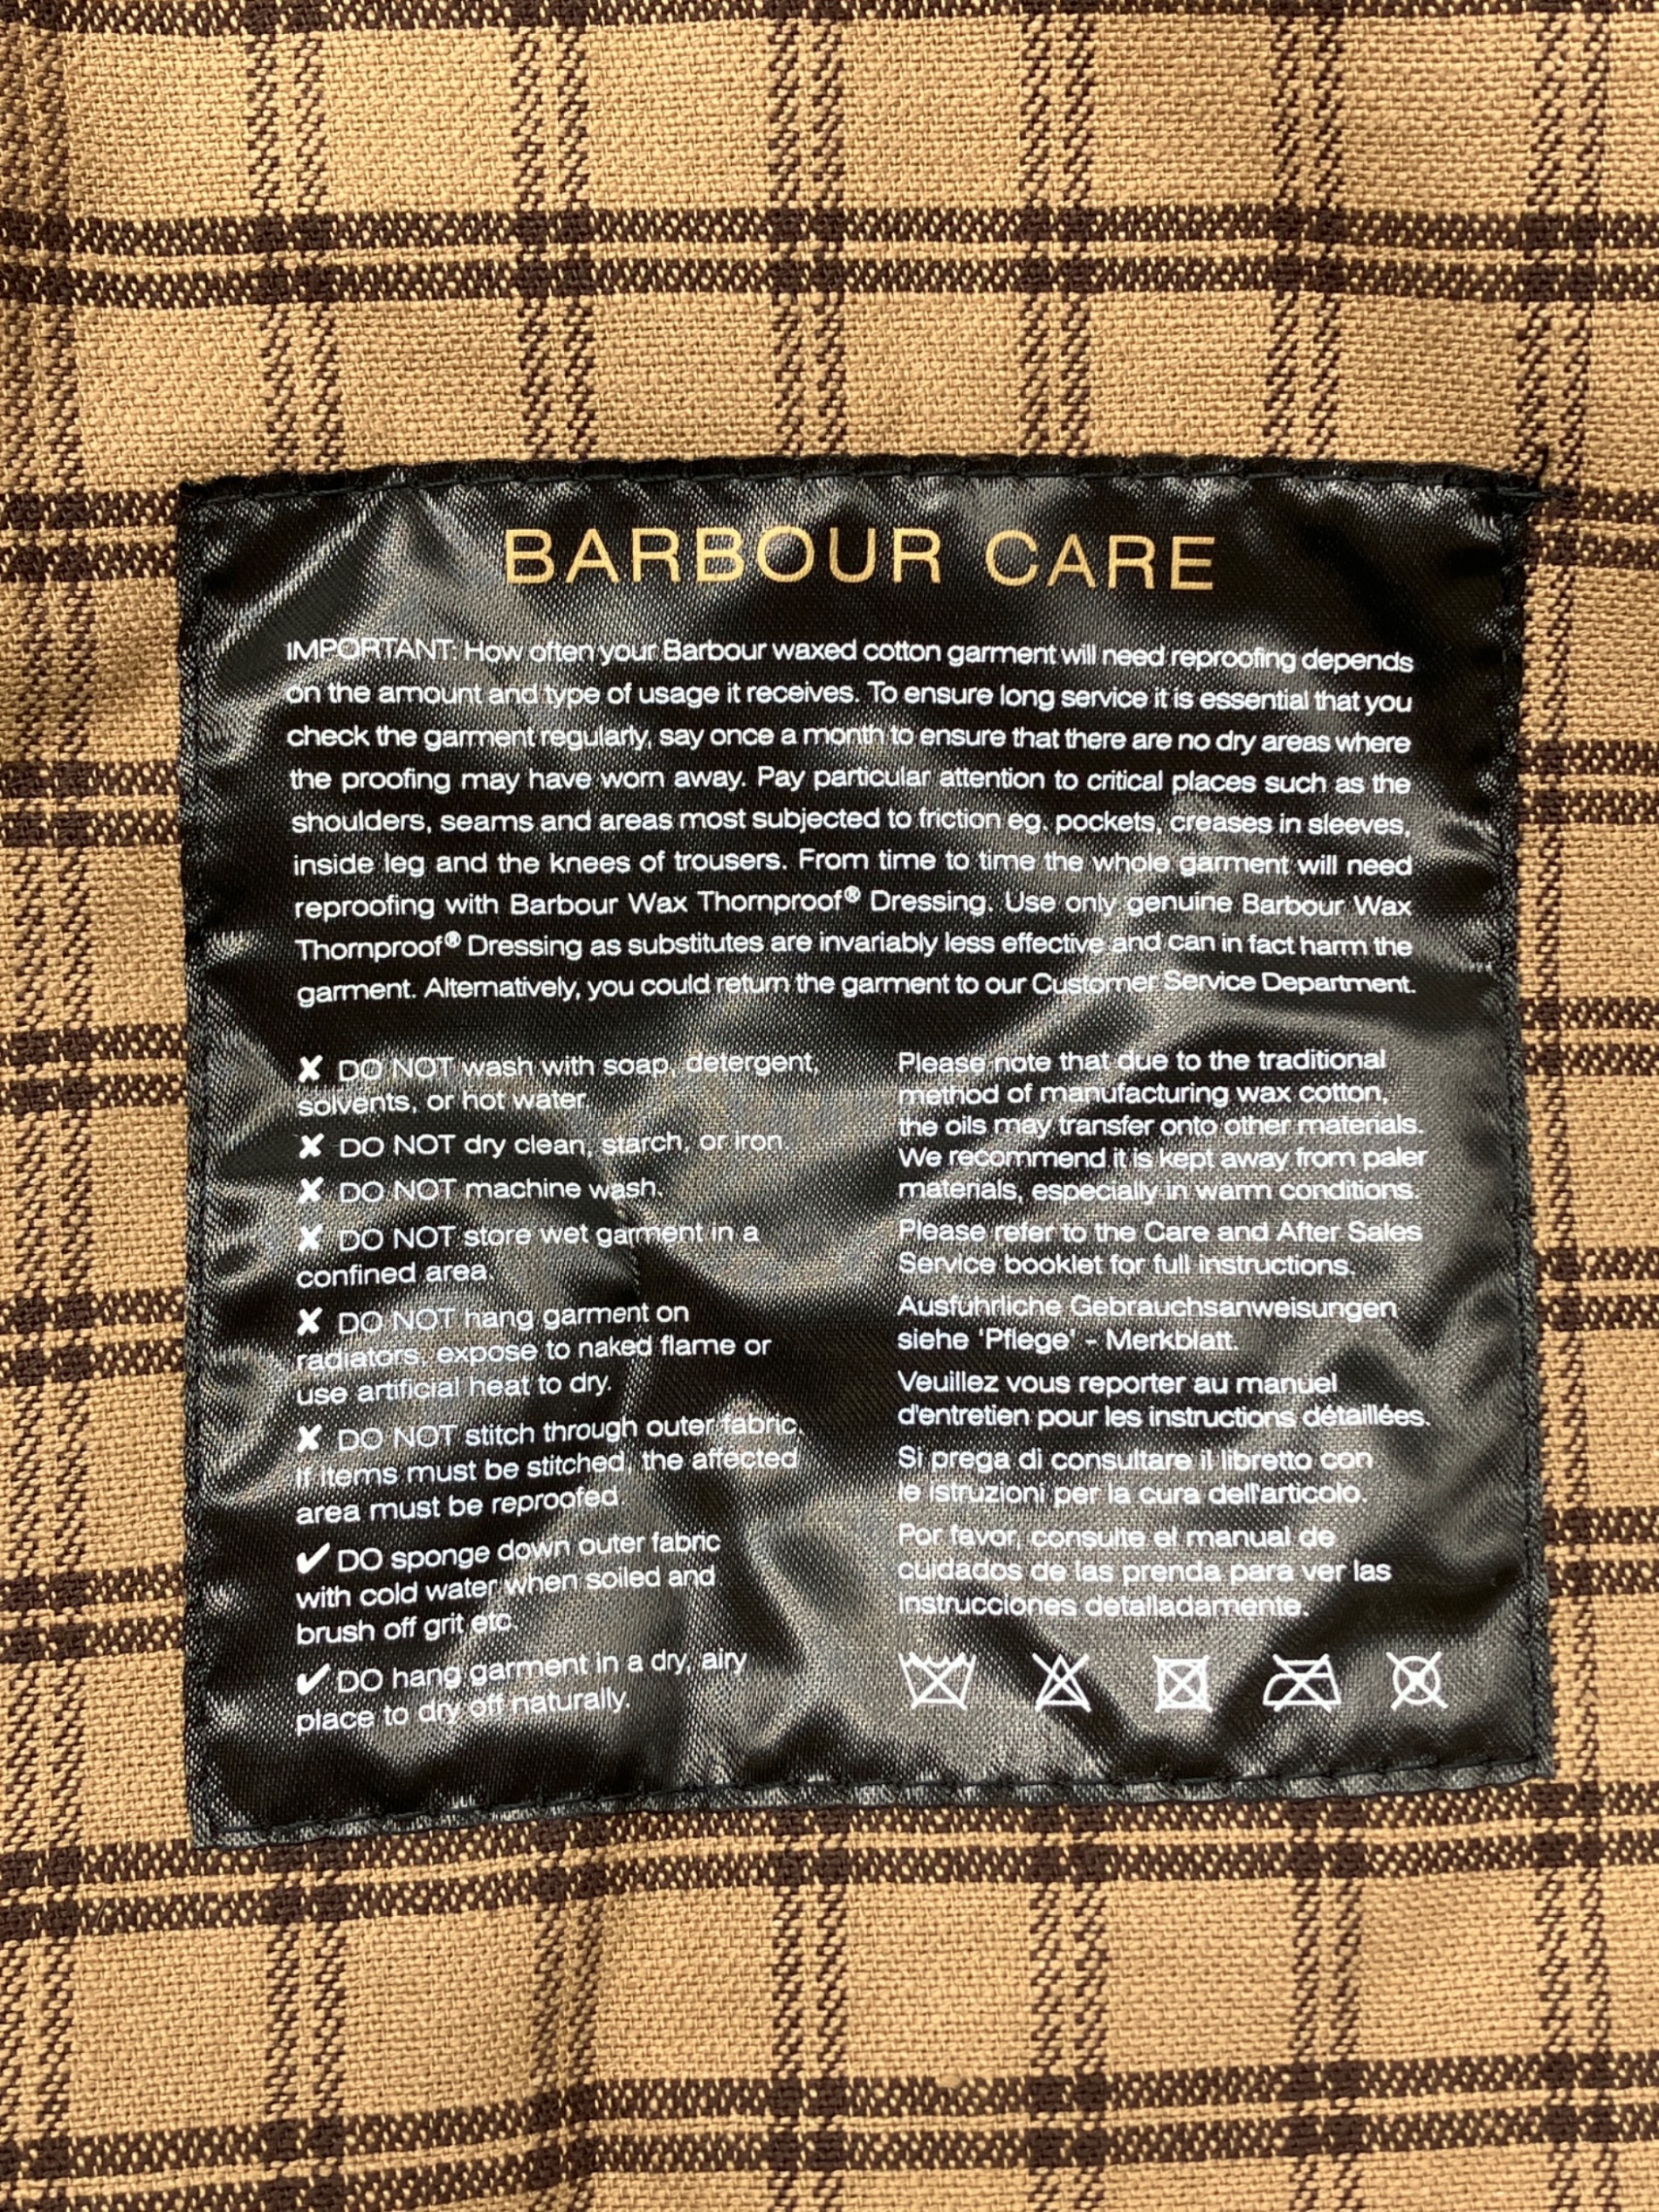 BARBOUR CARE
IMPORTANT: How often your Barbour waxed cotton garment will need reproofing depends
on the amount and type of usage it receives. To ensure long service it is essential that you
check the garment regularly, say once a month to ensure that there are no dry areas where
the proofing may have worn away. Pay particular attention to critical places such as the
shoulders, seams and areas most subjected to friction eg. pockets, creases in sleeves,
inside leg and the knees of trousers. From time to time the whole garment will need
reproofing with Barbour Wax Thornproof® Dressing. Use only genuine Barbour Wax
Thornproof® Dressing as substitutes are invariably less effective and can in fact harm the
garment. Alternatively, you could return the garment to our Customer Service Department.
✘ DO NOT wash with soap, detergent,
solvents, or hot water.
✘ DO NOT dry clean, starch, or iron.
✘ DO NOT machine wash.
✘ DO NOT store wet garment in a
confined area.
✘ DO NOT hang garment on
radiators, expose to naked flame or
use artificial heat to dry.
✘ DO NOT stitch through outer fabric.
If items must be stitched, the affected
area must be reproofed.
✔ DO sponge down outer fabric
with cold water when soiled and
brush off grit etc.
✔ DO hang garment in a dry, airy
place to dry off naturally.
Please note that due to the traditional
method of manufacturing wax cotton,
the oils may transfer onto other materials.
We recommend it is kept away from paler
materials, especially in warm conditions.
Please refer to the Care and After Sales
Service booklet for full instructions.
Ausführliche Gebrauchsanweisungen
siehe 'Pflege' - Merkblatt.
Veuillez vous reporter au manuel
d'entretien pour les instructions détaillées.
Si prega di consultare il libretto con
le istruzioni per la cura dell'articolo.
Por favor, consulte el manual de
cuidados de las prenda para ver las
instrucciones detalladamente.